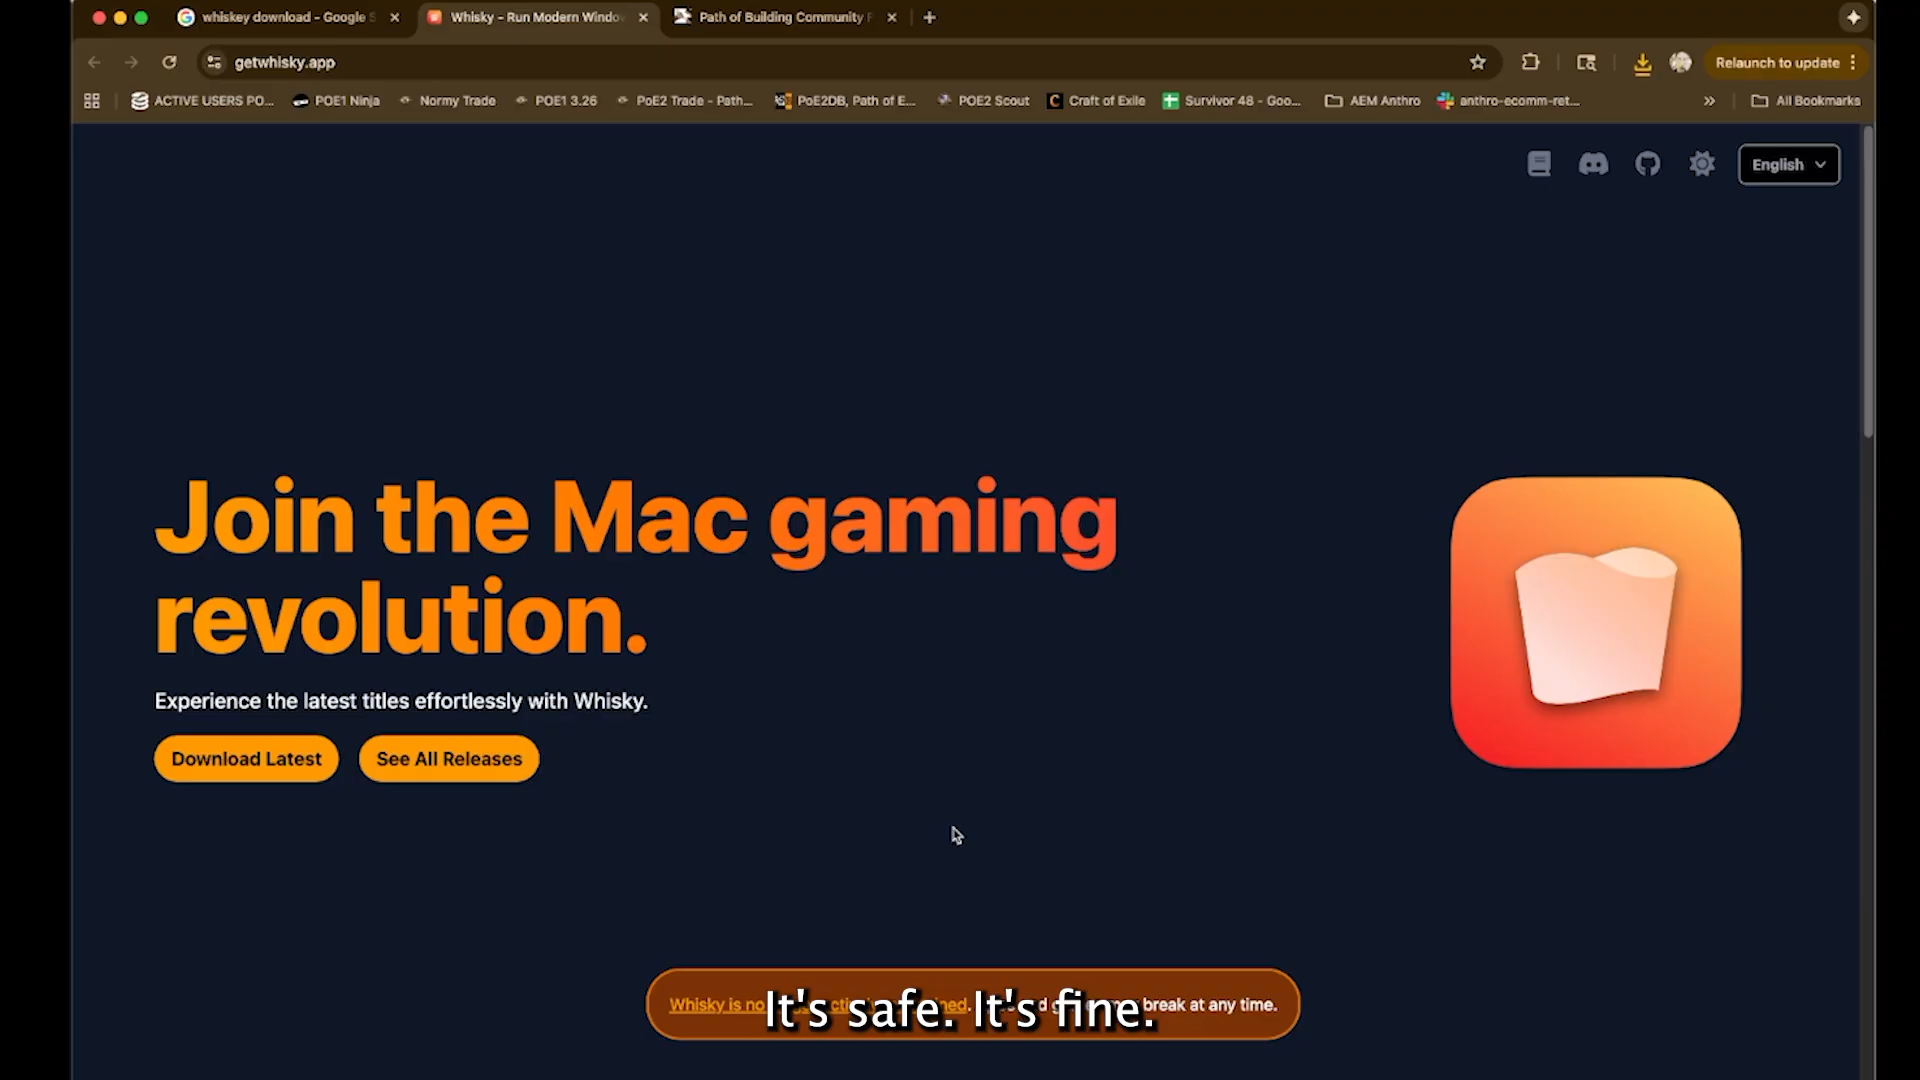 whiskey download - Google S
Whisky - Run Modern Windo
Path of Building Community F
getwhisky.app
Relaunch to update
ACTIVE USERS PO...
POE1 Ninja
Normy Trade
POE1 3.26
PoE2 Trade - Path...
PoE2DB, Path of E...
POE2 Scout
Craft of Exile
Survivor 48 - Goo...
AEM Anthro
anthro-ecomm-ret...
All Bookmarks
English
Join the Mac gaming
revolution.
Experience the latest titles effortlessly with Whisky.
Download Latest
See All Releases
Whisky is no
break at any time.
It's safe. It's fine.